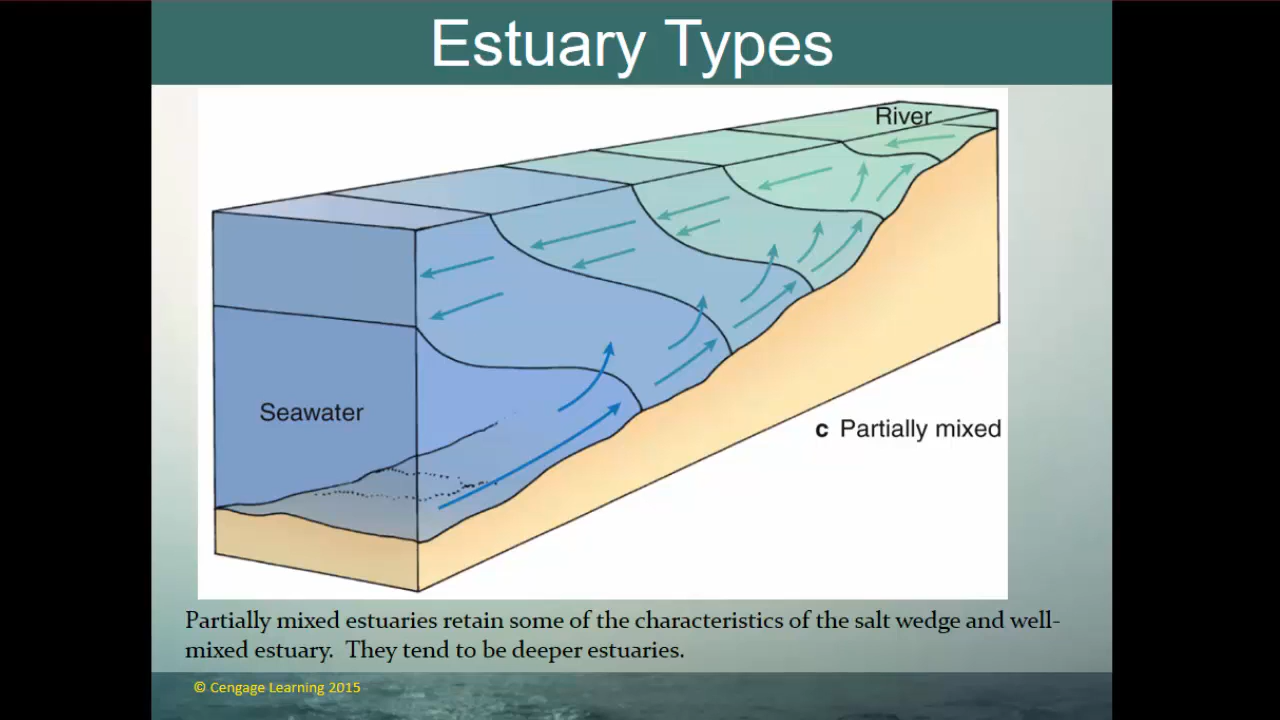 Estuary Types
River
Seawater
c Partially mixed
Partially mixed estuaries retain some of the characteristics of the salt wedge and well-
mixed estuary. They tend to be deeper estuaries.
© Cengage Learning 2015